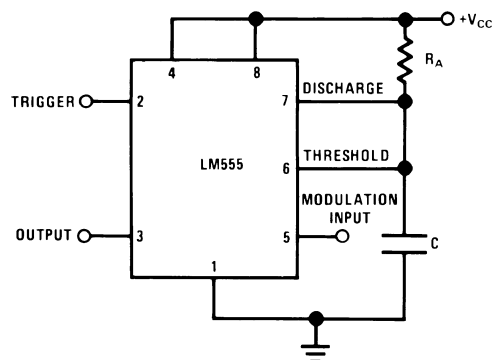 +VCC
4
8
RA
7
DISCHARGE
TRIGGER
2
LM555
6
THRESHOLD
MODULATION
INPUT
OUTPUT
3
5
C
1